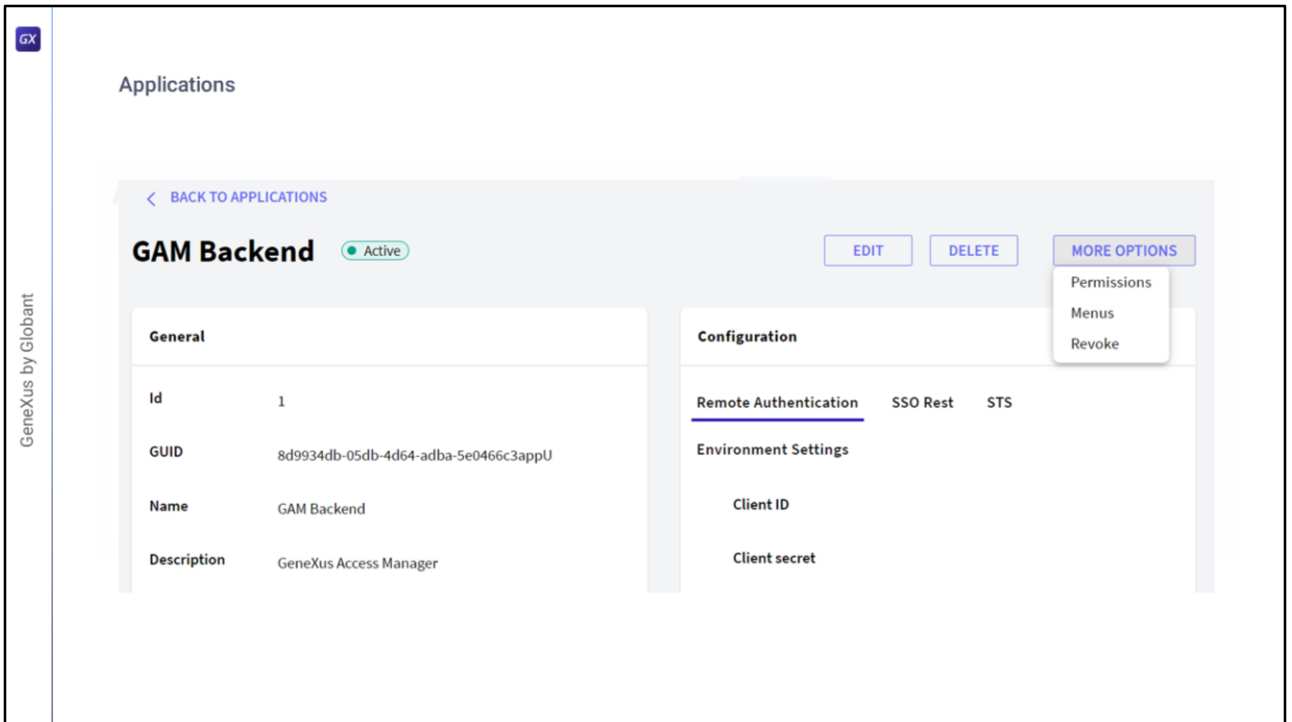 GX
Applications
BACK TO APPLICATIONS
GAM Backend
Active
EDIT
DELETE
MORE OPTIONS
Permissions
Menus
Revoke
General
Id
1
GUID
8d9934db-05db-4d64-adba-5e0466c3appU
Name
GAM Backend
Description
GeneXus Access Manager
Configuration
Remote Authentication
SSO Rest
STS
Environment Settings
Client ID
Client secret
GeneXus by Globant